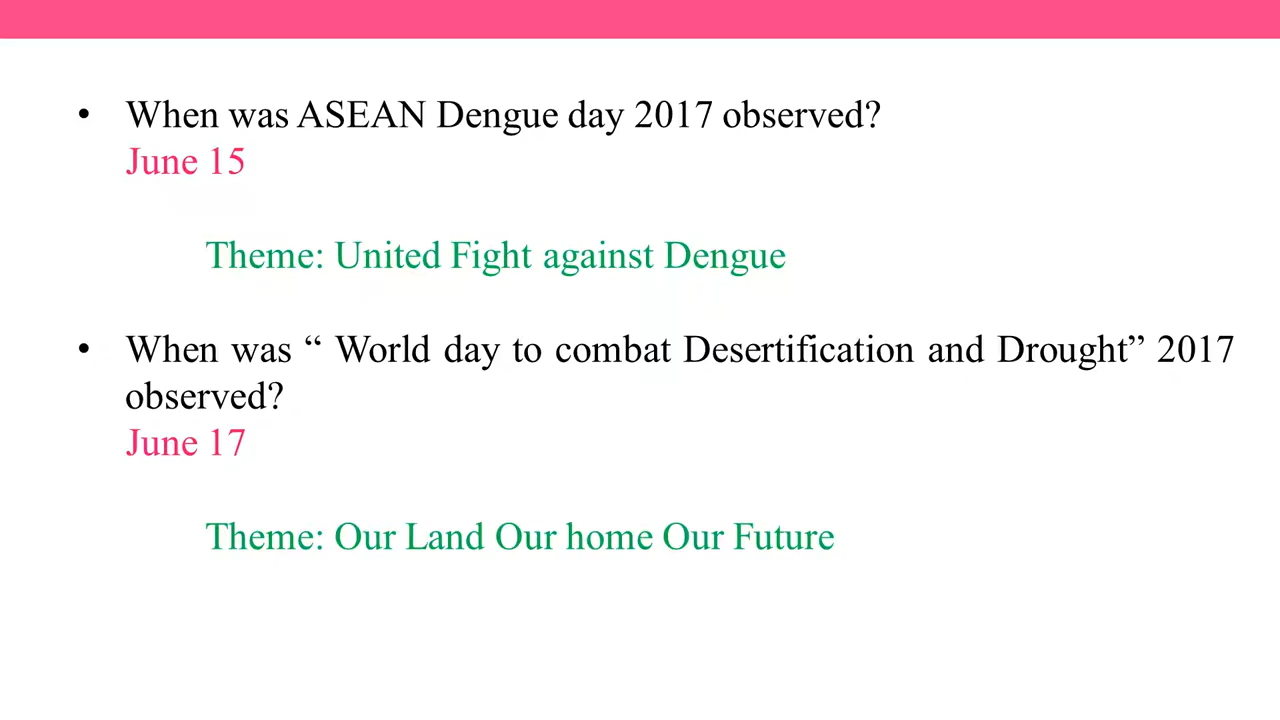 • When was ASEAN Dengue day 2017 observed?
June 15
Theme: United Fight against Dengue
• When was “ World day to combat Desertification and Drought” 2017
observed?
June 17
Theme: Our Land Our home Our Future